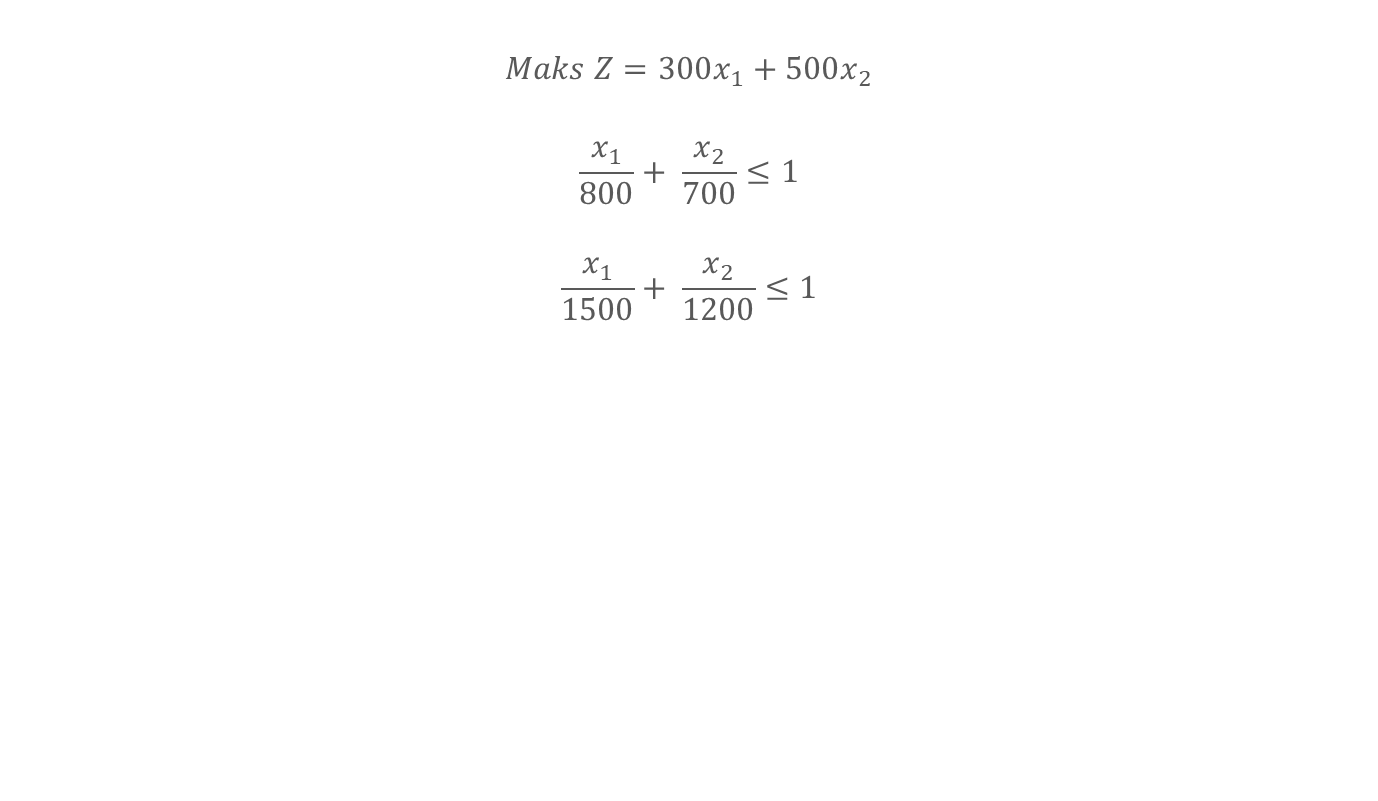 Maks Z = 300x₁ + 500x₂
x₁/800 + x₂/700 ≤ 1
x₁/1500 + x₂/1200 ≤ 1